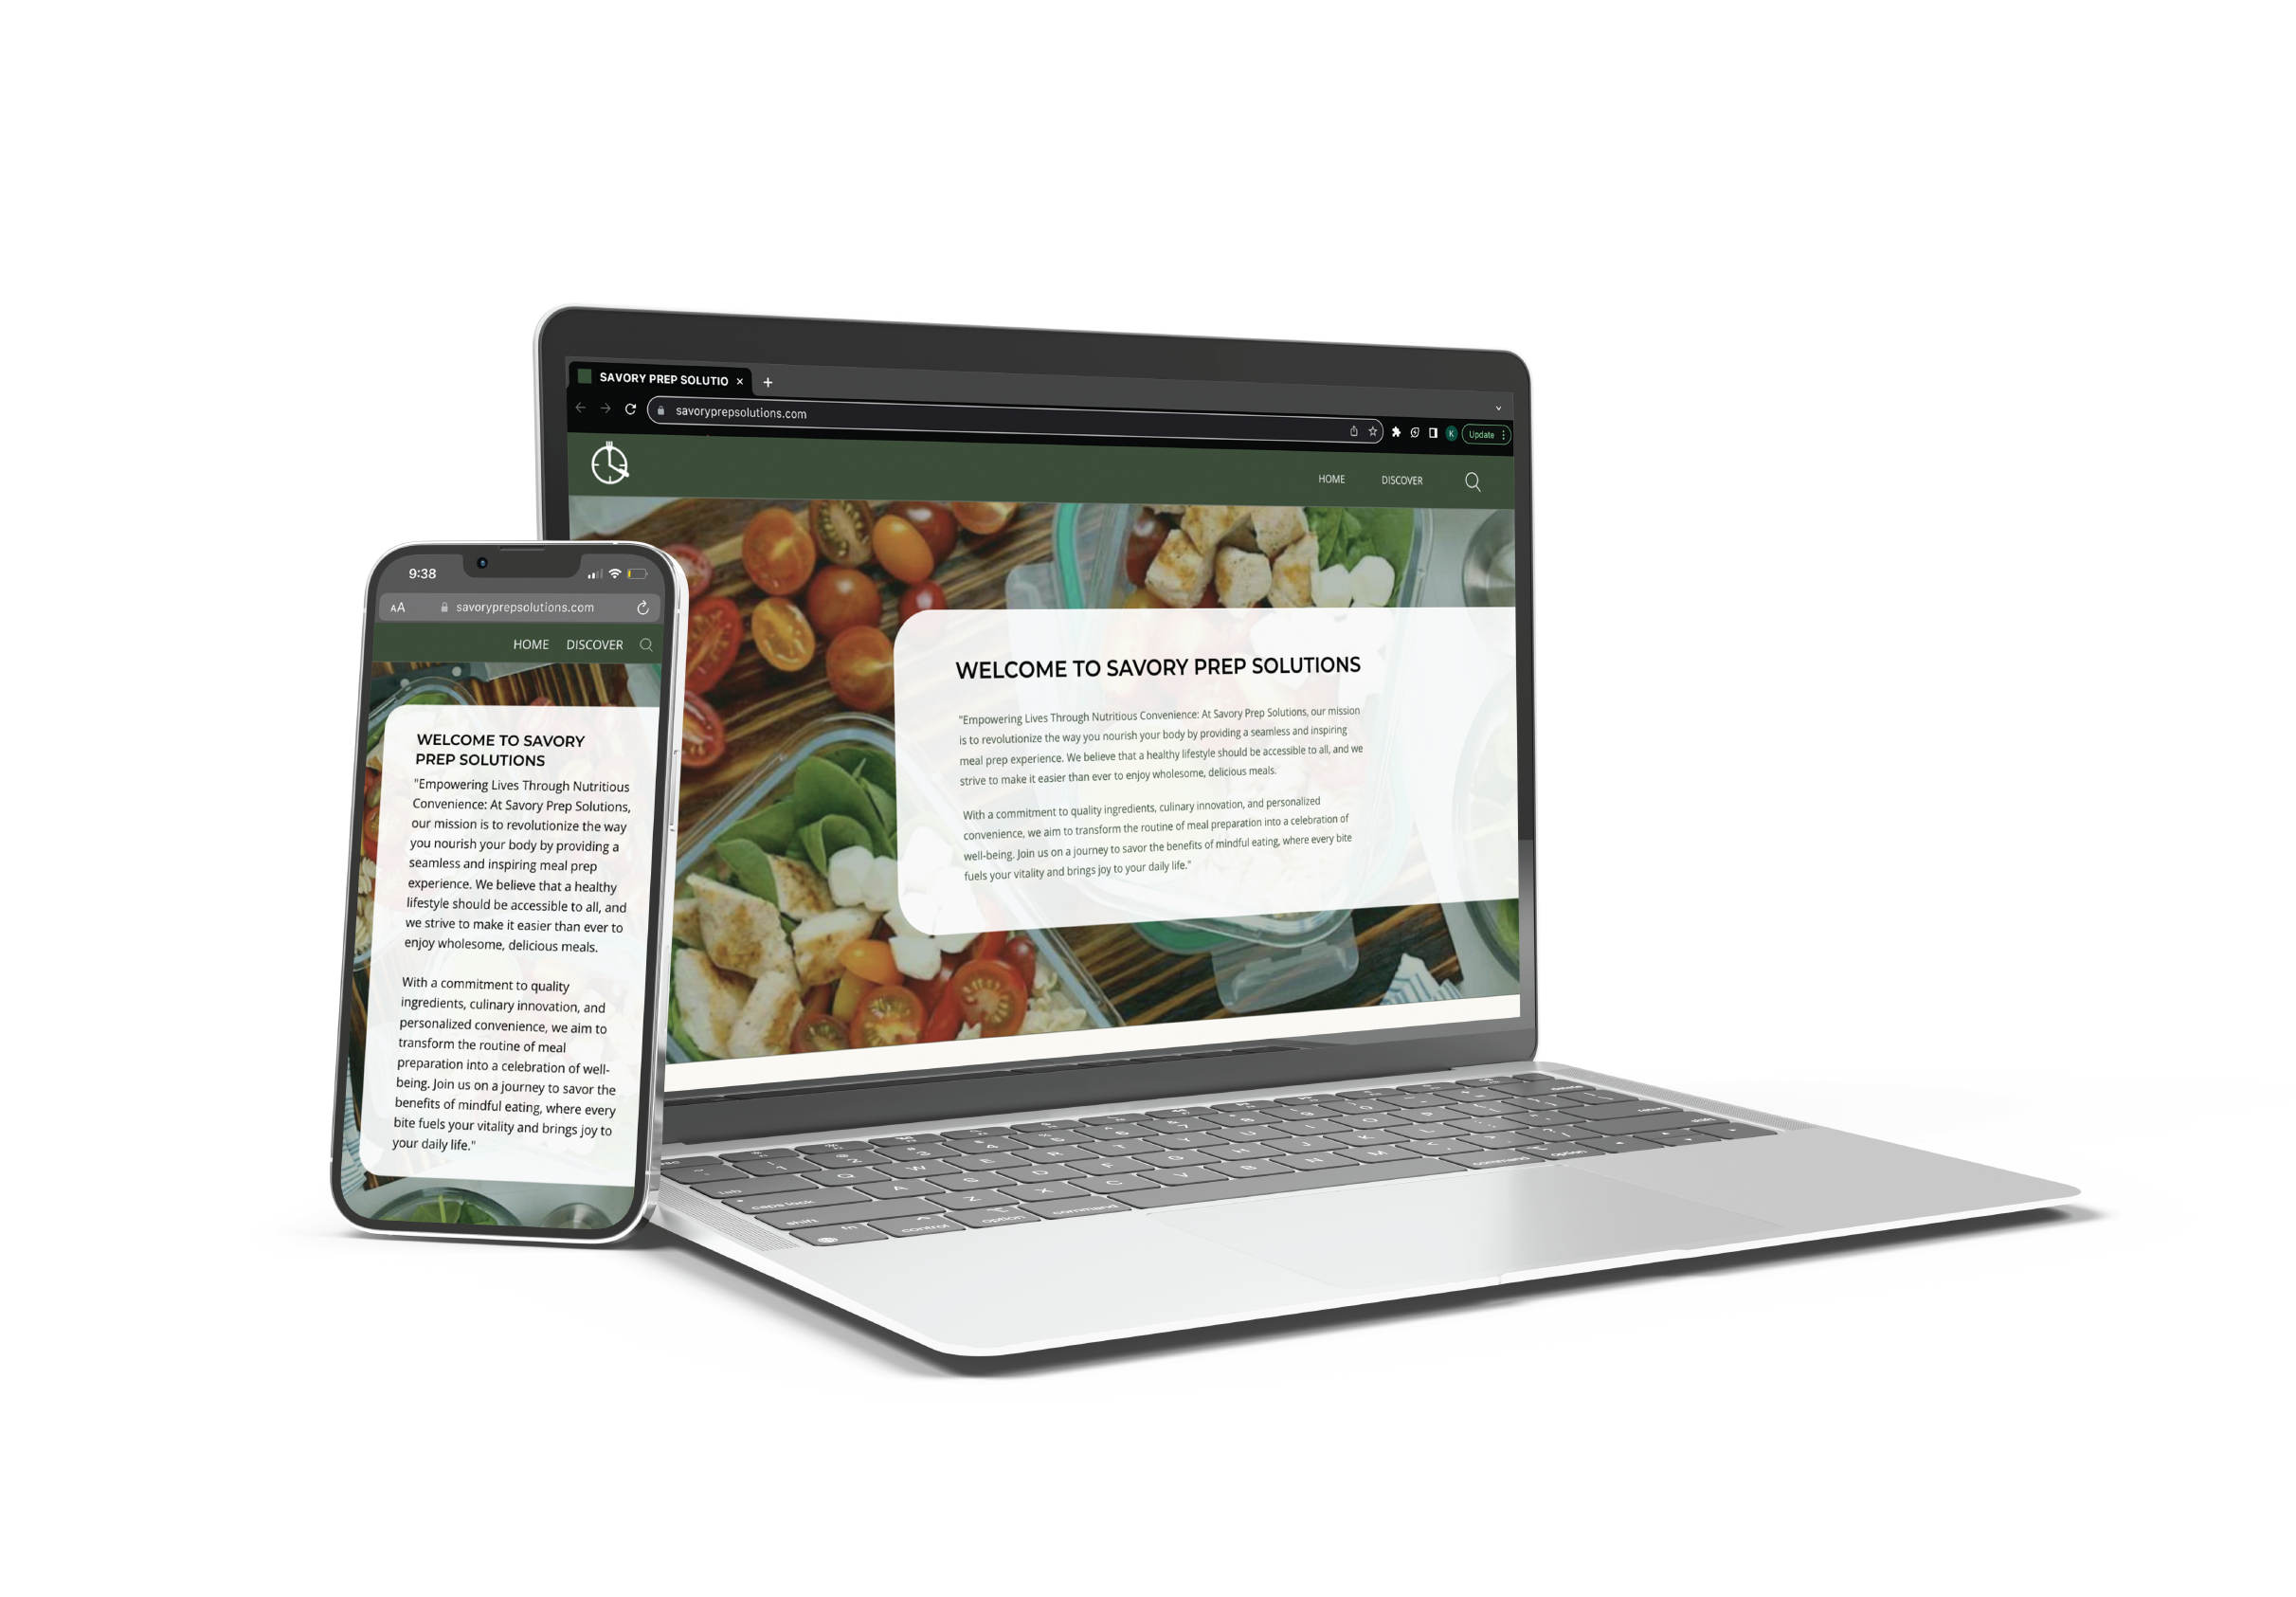 SAVORY PREP SOLUTIO
savoryprepsolutions.com
Update
HOME DISCOVER
WELCOME TO SAVORY PREP SOLUTIONS
"Empowering Lives Through Nutritious Convenience: At Savory Prep Solutions, our mission
is to revolutionize the way you nourish your body by providing a seamless and inspiring
meal prep experience. We believe that a healthy lifestyle should be accessible to all, and we
strive to make it easier than ever to enjoy wholesome, delicious meals.
With a commitment to quality ingredients, culinary innovation, and personalized
convenience, we aim to transform the routine of meal preparation into a celebration of
well-being. Join us on a journey to savor the benefits of mindful eating, where every bite
fuels your vitality and brings joy to your daily life."
9:38
AA savoryprepsolutions.com
HOME DISCOVER
WELCOME TO SAVORY
PREP SOLUTIONS
"Empowering Lives Through Nutritious
Convenience: At Savory Prep Solutions,
our mission is to revolutionize the way
you nourish your body by providing a
seamless and inspiring meal prep
experience. We believe that a healthy
lifestyle should be accessible to all, and
we strive to make it easier than ever to
enjoy wholesome, delicious meals.
With a commitment to quality
ingredients, culinary innovation, and
personalized convenience, we aim to
transform the routine of meal
preparation into a celebration of well-
being. Join us on a journey to savor the
benefits of mindful eating, where every
bite fuels your vitality and brings joy to
your daily life."